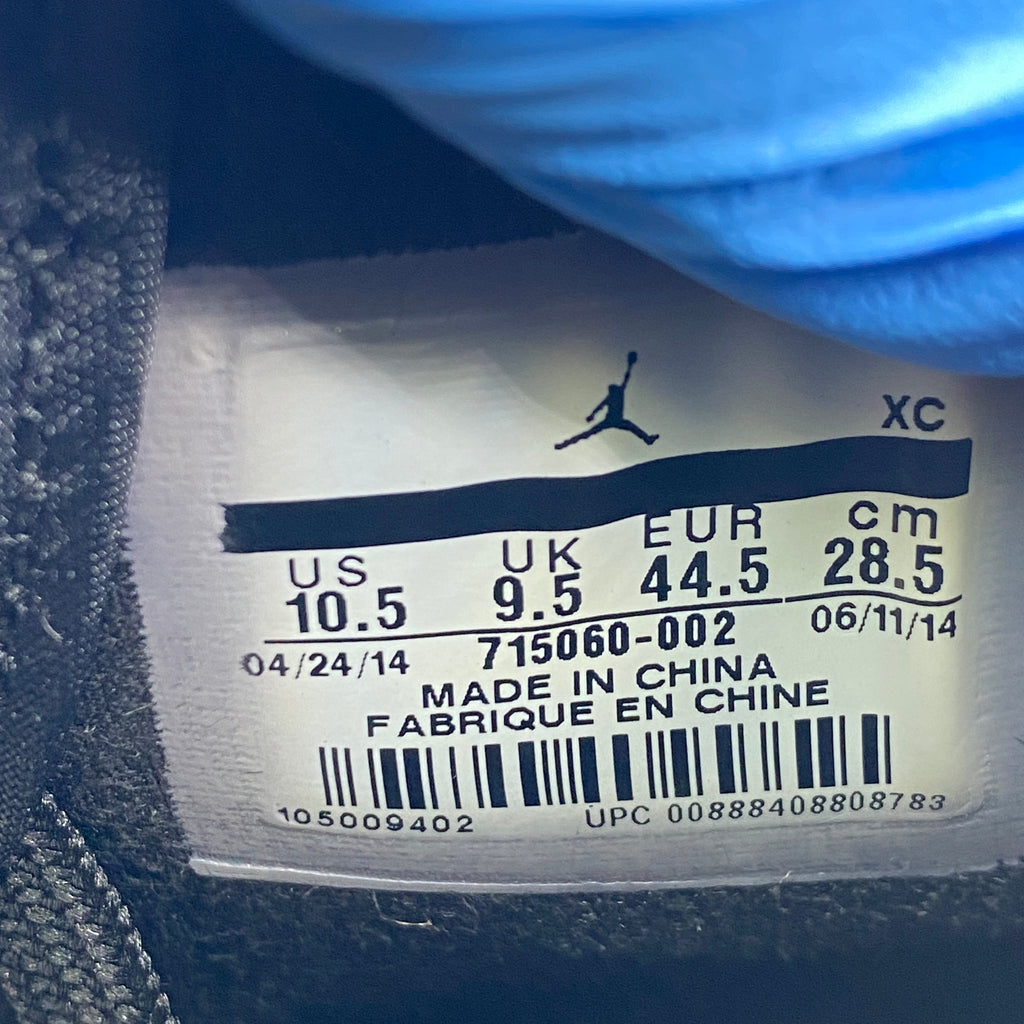 XC
US UK EUR cm
10.5 9.5 44.5 28.5
04/24/14 715060-002 06/11/14
MADE IN CHINA
FABRIQUE EN CHINE
105009402 UPC 00888408808783